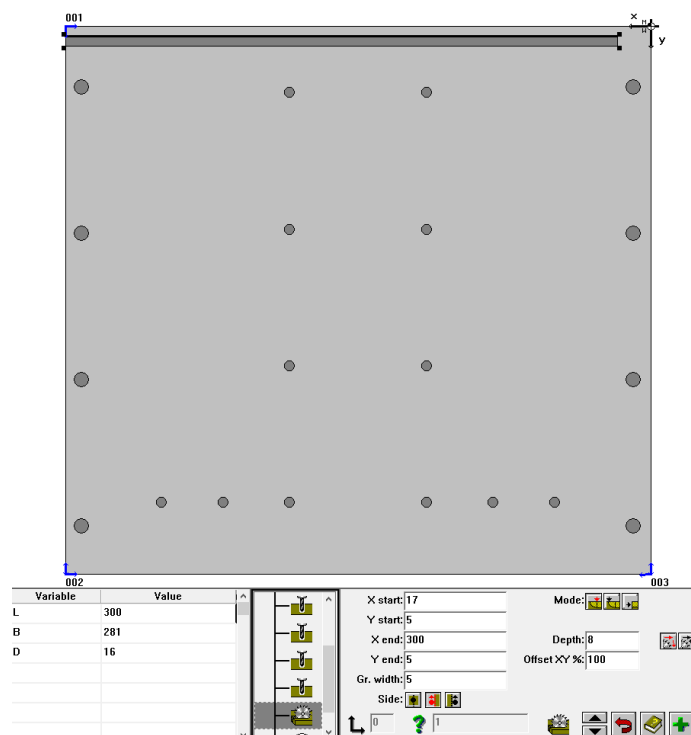 001
x
y
002
003
Variable Value
L 300
B 281
D 16
X start: 17
Mode:
Y start: 5
X end: 300
Depth: 8
Y end: 5
Offset XY %: 100
Gr. width: 5
Side:
0
? 1